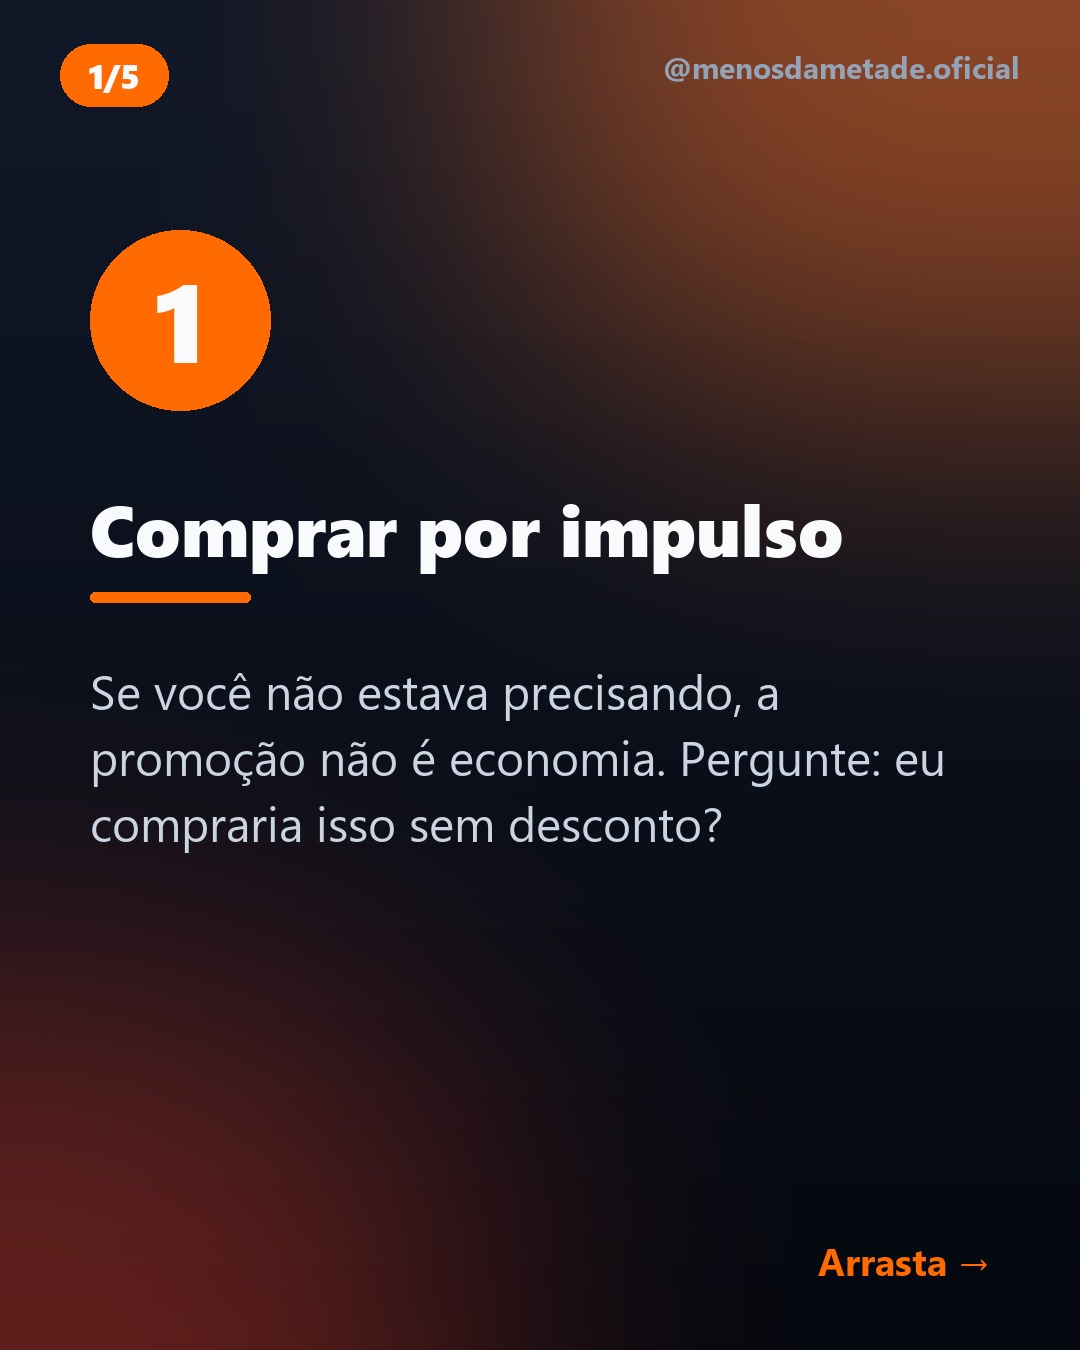 1/5
@menosdametade.oficial
1
Comprar por impulso
Se você não estava precisando, a
promoção não é economia. Pergunte: eu
compraria isso sem desconto?
Arrasta →